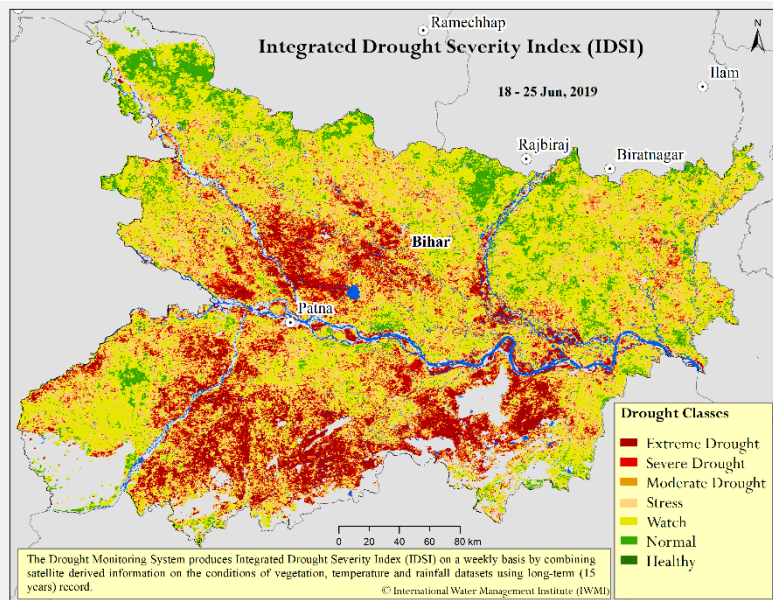 Ramechhap
Integrated Drought Severity Index (IDSI)
N
Ilam
18 - 25 Jun, 2019
Rajbiraj
Biratnagar
Bihar
Patna
Drought Classes
Extreme Drought
Severe Drought
Moderate Drought
Stress
Watch
Normal
Healthy
0 20 40 60 80
km
The Drought Monitoring System produces Integrated Drought Severity Index (IDSI) on a weekly basis by combining
satellite derived information on the conditions of vegetation, temperature and rainfall datasets using long-term (15
years) record.
© International Water Management Institute (IWMI)